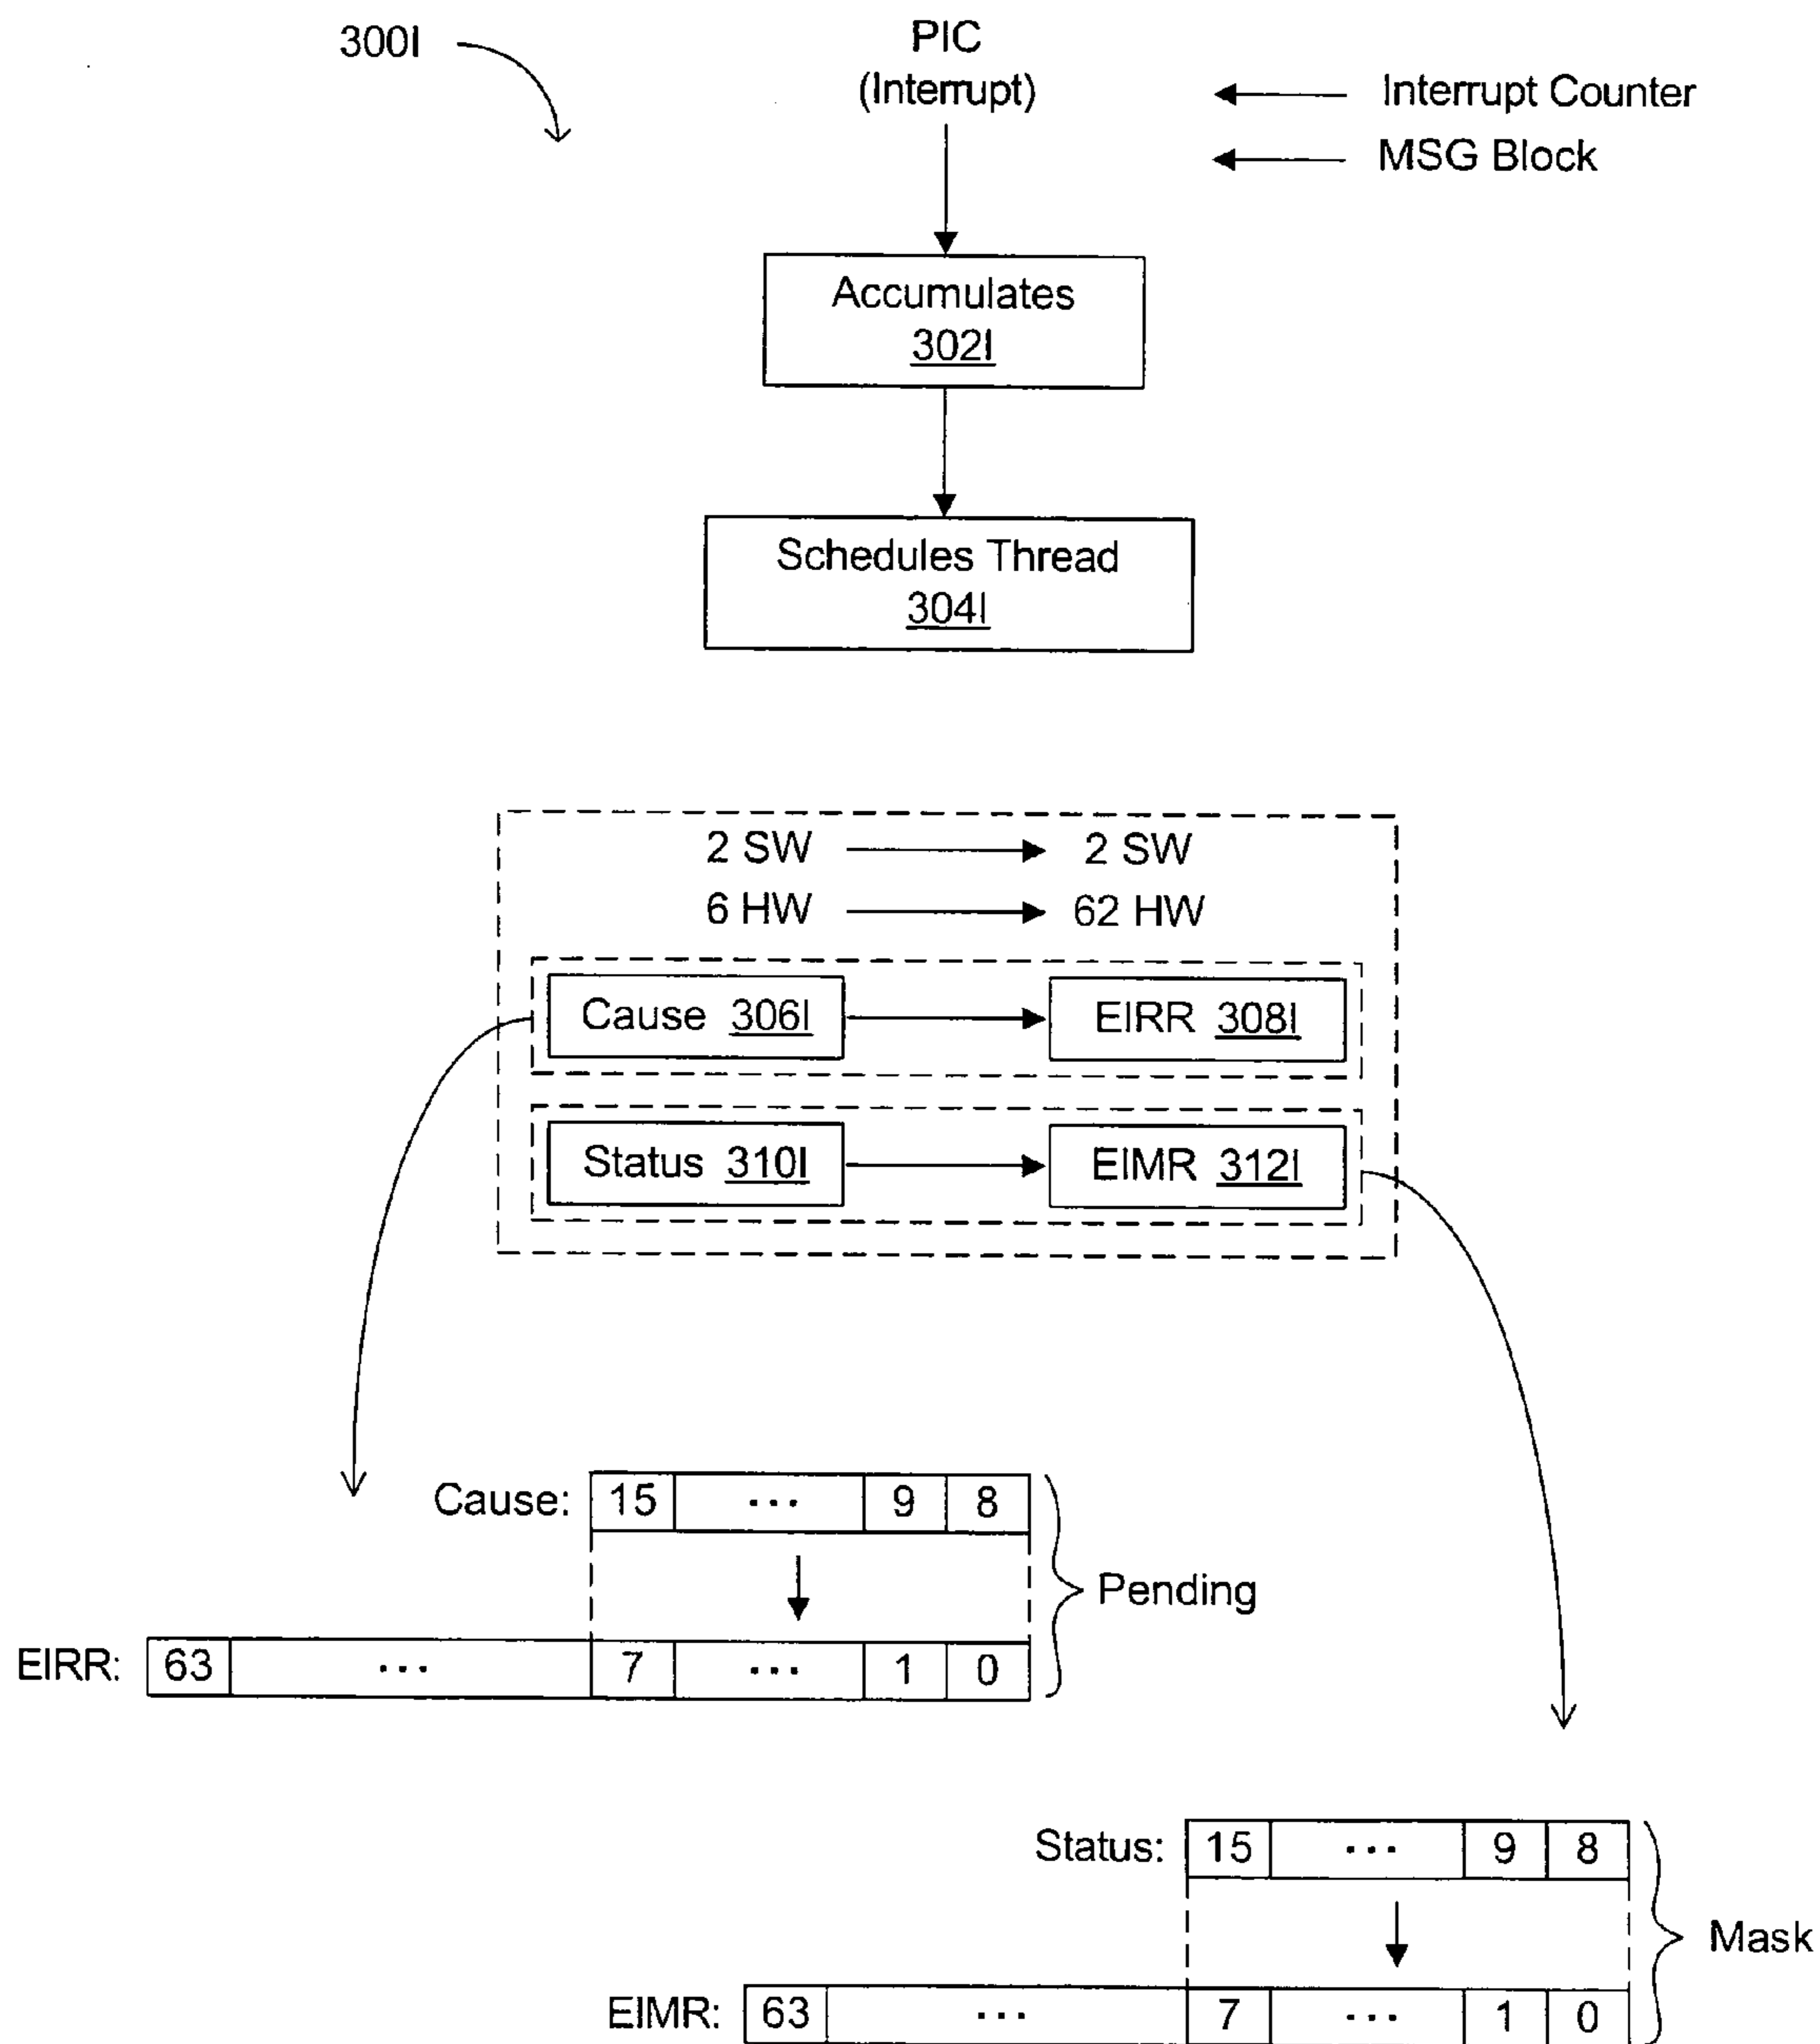 300I
PIC
(Interrupt)
Interrupt Counter
MSG Block
Accumulates
302I
Schedules Thread
304I
2 SW 2 SW
6 HW 62 HW
Cause 306I EIRR 308I
Status 310I EIMR 312I
Cause: 15 ... 9 8
Pending
EIRR: 63 ... 7 ... 1 0
Status: 15 ... 9 8
Mask
EIMR: 63 ... 7 ... 1 0